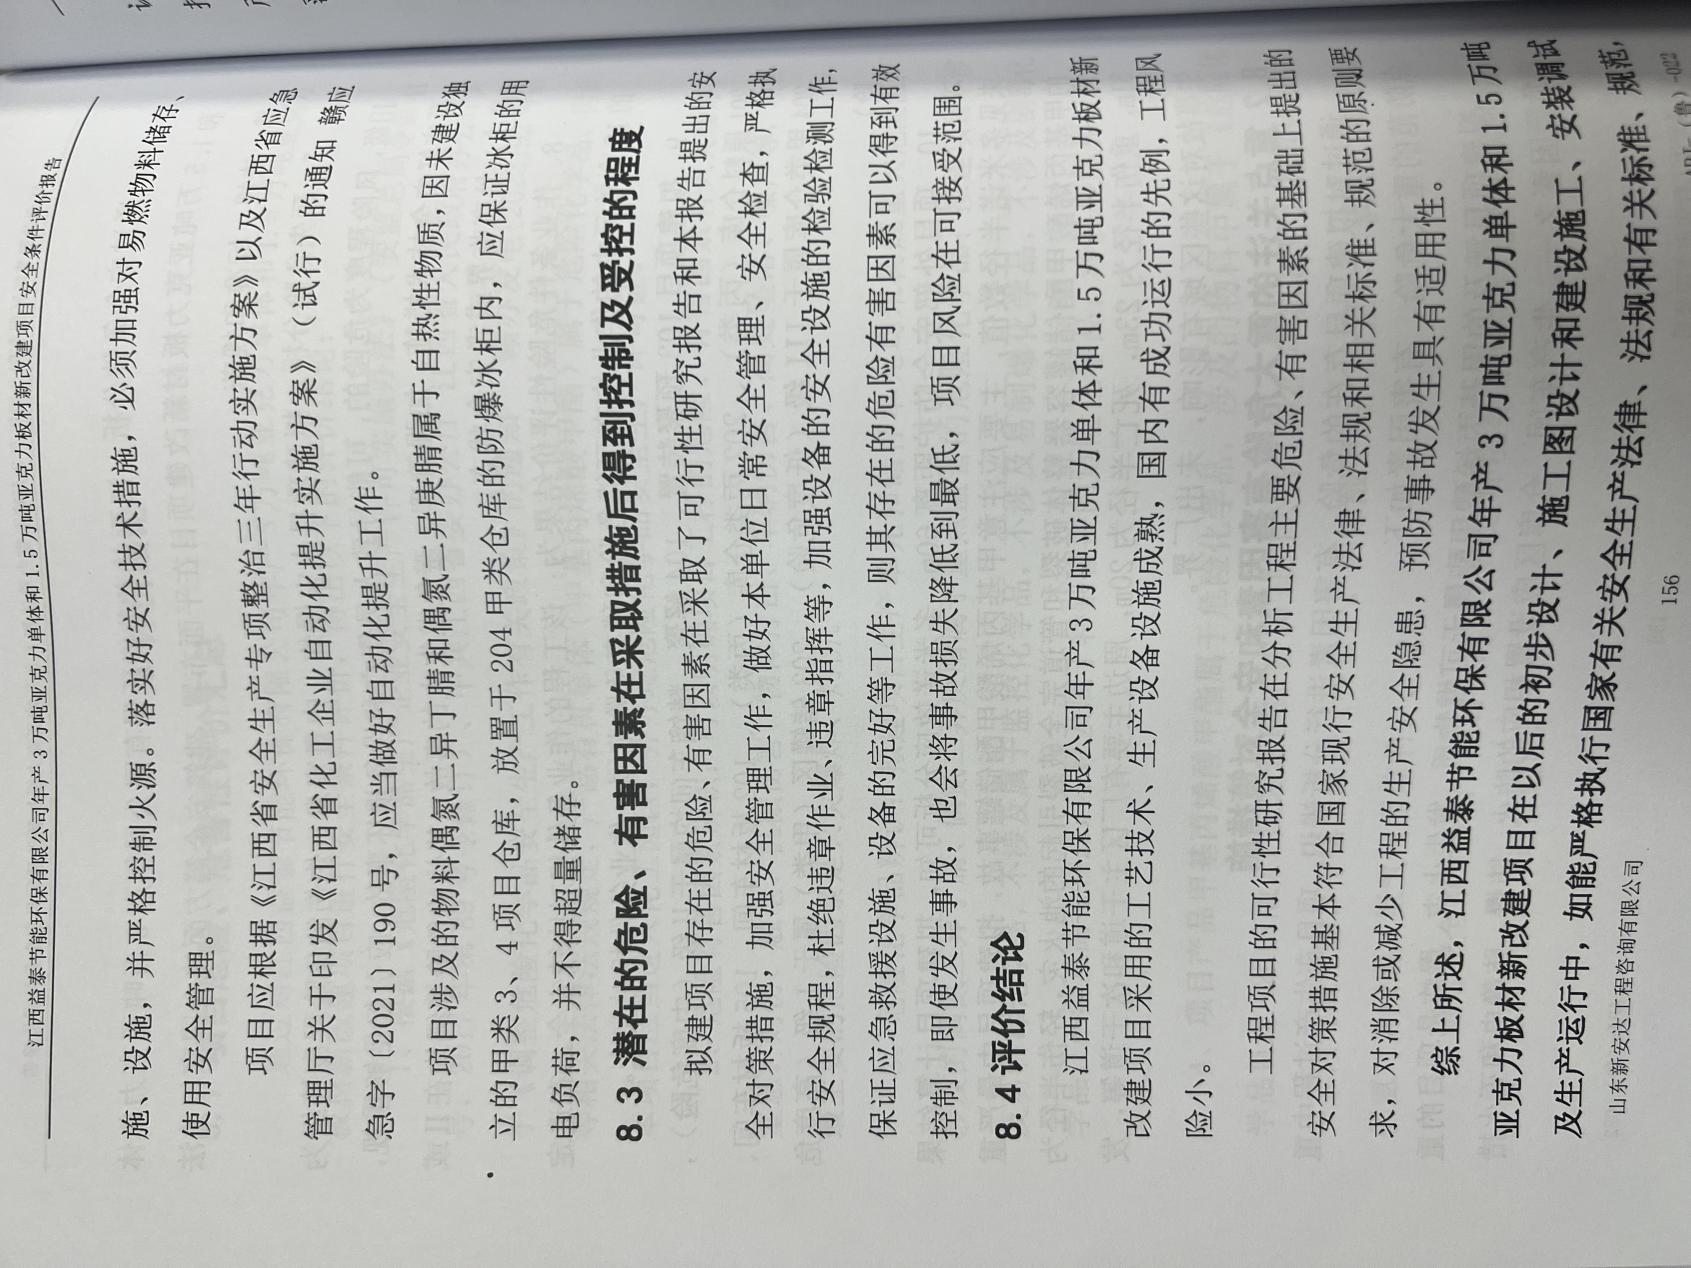 江西益泰节能环保有限公司年产 3 万吨亚克力单体和 1.5 万吨亚克力板材新改建项目安全条件评价报告
施、设施，并严格控制火源。落实好安全技术措施，必须加强对易燃物料储存、
使用安全管理。
项目应根据《江西省安全生产专项整治三年行动实施方案》以及江西省应急
管理厅关于印发《江西省化工企业自动化提升实施方案》（试行）的通知 赣应
急字〔2021〕190 号，应当做好自动化提升工作。
项目涉及的物料偶氮二异丁腈和偶氮二异庚腈属于自热性物质，因未建设独
立的甲类 3、4 项目仓库，放置于 204 甲类仓库的防爆冰柜内，应保证冰柜的用
电负荷，并不得超量储存。
8.3 潜在的危险、有害因素在采取措施后得到控制及受控的程度
拟建项目存在的危险、有害因素在采取了可行性研究报告和本报告提出的安
全对策措施，加强安全管理工作，做好本单位日常安全管理、安全检查，严格执
行安全规程，杜绝违章作业、违章指挥等，加强设备的安全设施的检验检测工作，
保证应急救援设施、设备的完好等工作，则其存在的危险有害因素可以得到有效
控制，即使发生事故，也会将事故损失降低到最低，项目风险在可接受范围。
8.4 评价结论
江西益泰节能环保有限公司年产 3 万吨亚克力单体和 1.5 万吨亚克力板材新
改建项目采用的工艺技术、生产设备设施成熟，国内有成功运行的先例，工程风
险小。
工程项目的可行性研究报告在分析工程主要危险、有害因素的基础上提出的
安全对策措施基本符合国家现行安全生产法律、法规和相关标准、规范的原则要
求，对消除或减少工程的生产安全隐患，预防事故发生具有适用性。
综上所述，江西益泰节能环保有限公司年产 3 万吨亚克力单体和 1.5 万吨
亚克力板材新改建项目在以后的初步设计、施工图设计和建设施工、安装调试
及生产运行中，如能严格执行国家有关安全生产法律、法规和有关标准、规范，
山东新安达工程咨询有限公司
156
（鲁）-022